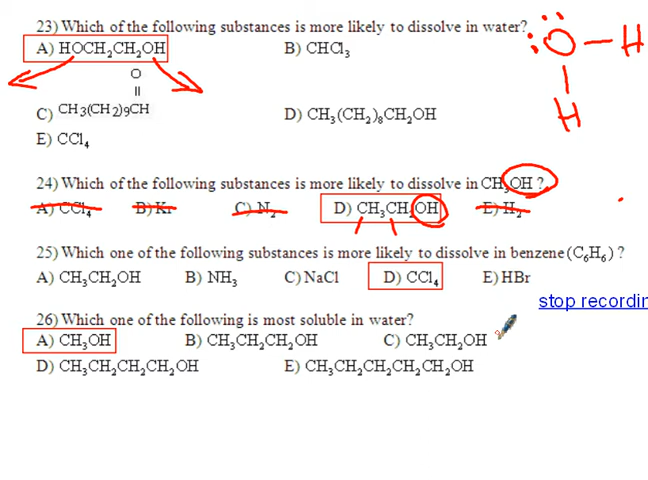 23) Which of the following substances is more likely to dissolve in water?
A) HOCH₂CH₂OH B) CHCl₃
O
C) CH₃(CH₂)₉CH D) CH₃(CH₂)₈CH₂OH
E) CCl₄
O H
H
24) Which of the following substances is more likely to dissolve in CH₃OH ?
A) CCl₄ B) Kr C) N₂ D) CH₃CH₂OH E) H₂
25) Which one of the following substances is more likely to dissolve in benzene (C₆H₆) ?
A) CH₃CH₂OH B) NH₃ C) NaCl D) CCl₄ E) HBr
stop recordin
26) Which one of the following is most soluble in water?
A) CH₃OH B) CH₃CH₂CH₂OH C) CH₃CH₂OH
D) CH₃CH₂CH₂CH₂OH E) CH₃CH₂CH₂CH₂CH₂OH